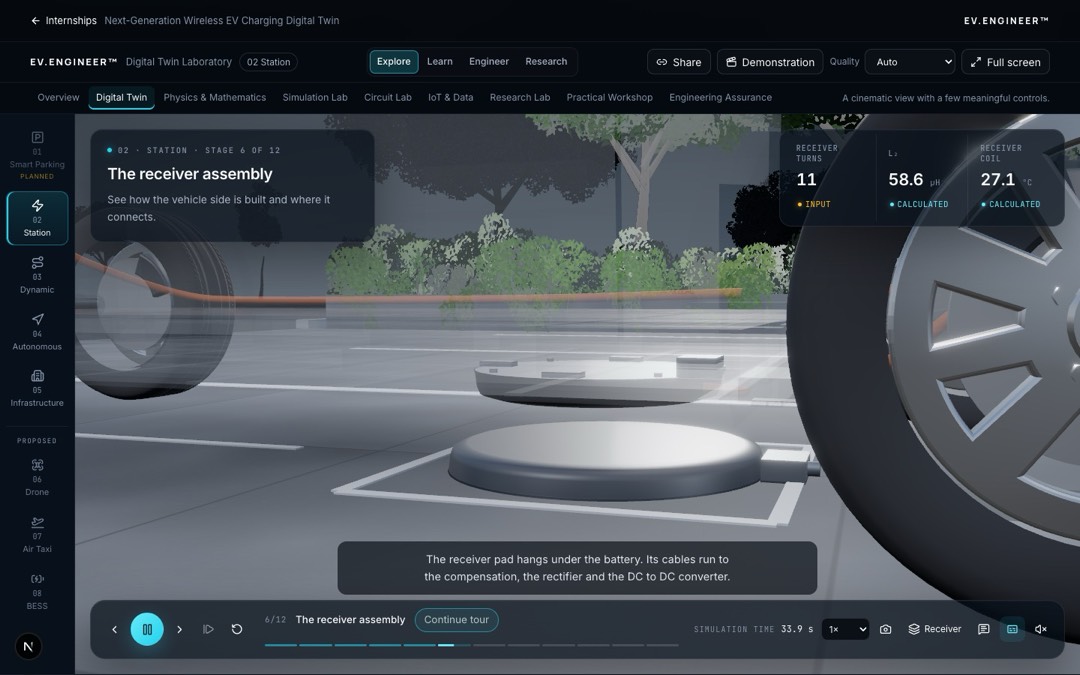 Internships Next-Generation Wireless EV Charging Digital Twin EV.ENGINEER™
EV.ENGINEER™ Digital Twin Laboratory 02 Station Explore Learn Engineer Research Share Demonstration Quality Auto Full screen
Overview Digital Twin Physics & Mathematics Simulation Lab Circuit Lab IoT & Data Research Lab Practical Workshop Engineering Assurance A cinematic view with a few meaningful controls.
01
Smart Parking
PLANNED
02
Station
03
Dynamic
04
Autonomous
05
Infrastructure
PROPOSED
06
Drone
07
Air Taxi
08
BESS
N
02 · STATION · STAGE 6 OF 12
The receiver assembly
See how the vehicle side is built and where it
connects.
RECEIVER
TURNS
11
INPUT
L₂
58.6 µH
CALCULATED
RECEIVER
COIL
27.1 °C
CALCULATED
The receiver pad hangs under the battery. Its cables run to
the compensation, the rectifier and the DC to DC converter.
6/12 The receiver assembly Continue tour
SIMULATION TIME 33.9 s 1× Receiver